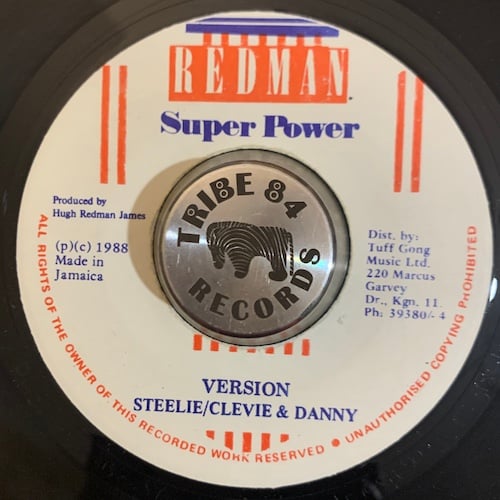 REDMAN
Super Power
Produced by
Hugh Redman James
(p)(c) 1988
Made in
Jamaica
TRIBE 84
RECORDS
Dist. by:
Tuff Gong
Music Ltd.
220 Marcus
Garvey
Dr., Kgn. 11.
Ph: 39380/-4
VERSION
STEELIE/CLEVIE & DANNY
ALL RIGHTS OF THE OWNER OF THIS RECORDED WORK RESERVED ● UNAUTHORISED COPYING PROHIBITED